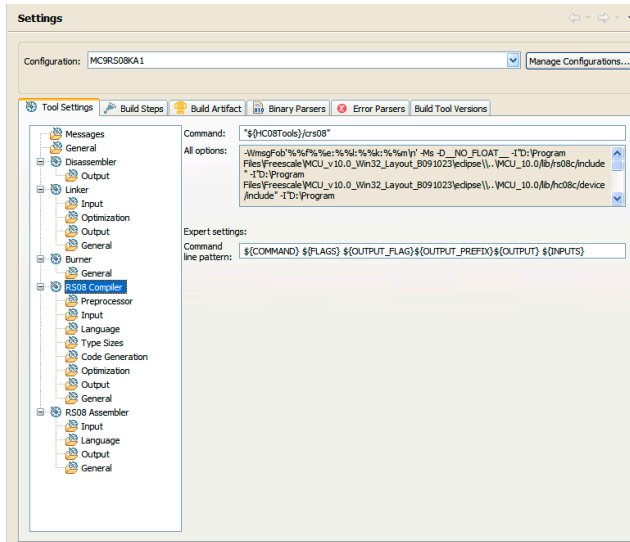 Settings
Configuration: MC9RS08KA1 Manage Configurations...
Tool Settings Build Steps Build Artifact Binary Parsers Error Parsers Build Tool Versions
Messages
General
Disassembler
Output
Linker
Input
Optimization
Output
General
Burner
General
RS08 Compiler
Preprocessor
Input
Language
Type Sizes
Code Generation
Optimization
Output
General
RS08 Assembler
Input
Language
Output
General
Command: "${HC08Tools}/crs08"
All options: -WmsgFob'%%f%%e:%%l:%%k:%%m\n' -Ms -D__NO_FLOAT__ -I"D:\Program
Files\Freescale\MCU_v10.0_Win32_Layout_B091023\eclipse\\..\MCU_10.0/lib/rs08c/include
" -I"D:\Program
Files\Freescale\MCU_v10.0_Win32_Layout_B091023\eclipse\\..\MCU_10.0/lib/hc08c/device
/include" -I"D:\Program
Expert settings:
Command
line pattern: ${COMMAND} ${FLAGS} ${OUTPUT_FLAG}${OUTPUT_PREFIX}${OUTPUT} ${INPUTS}